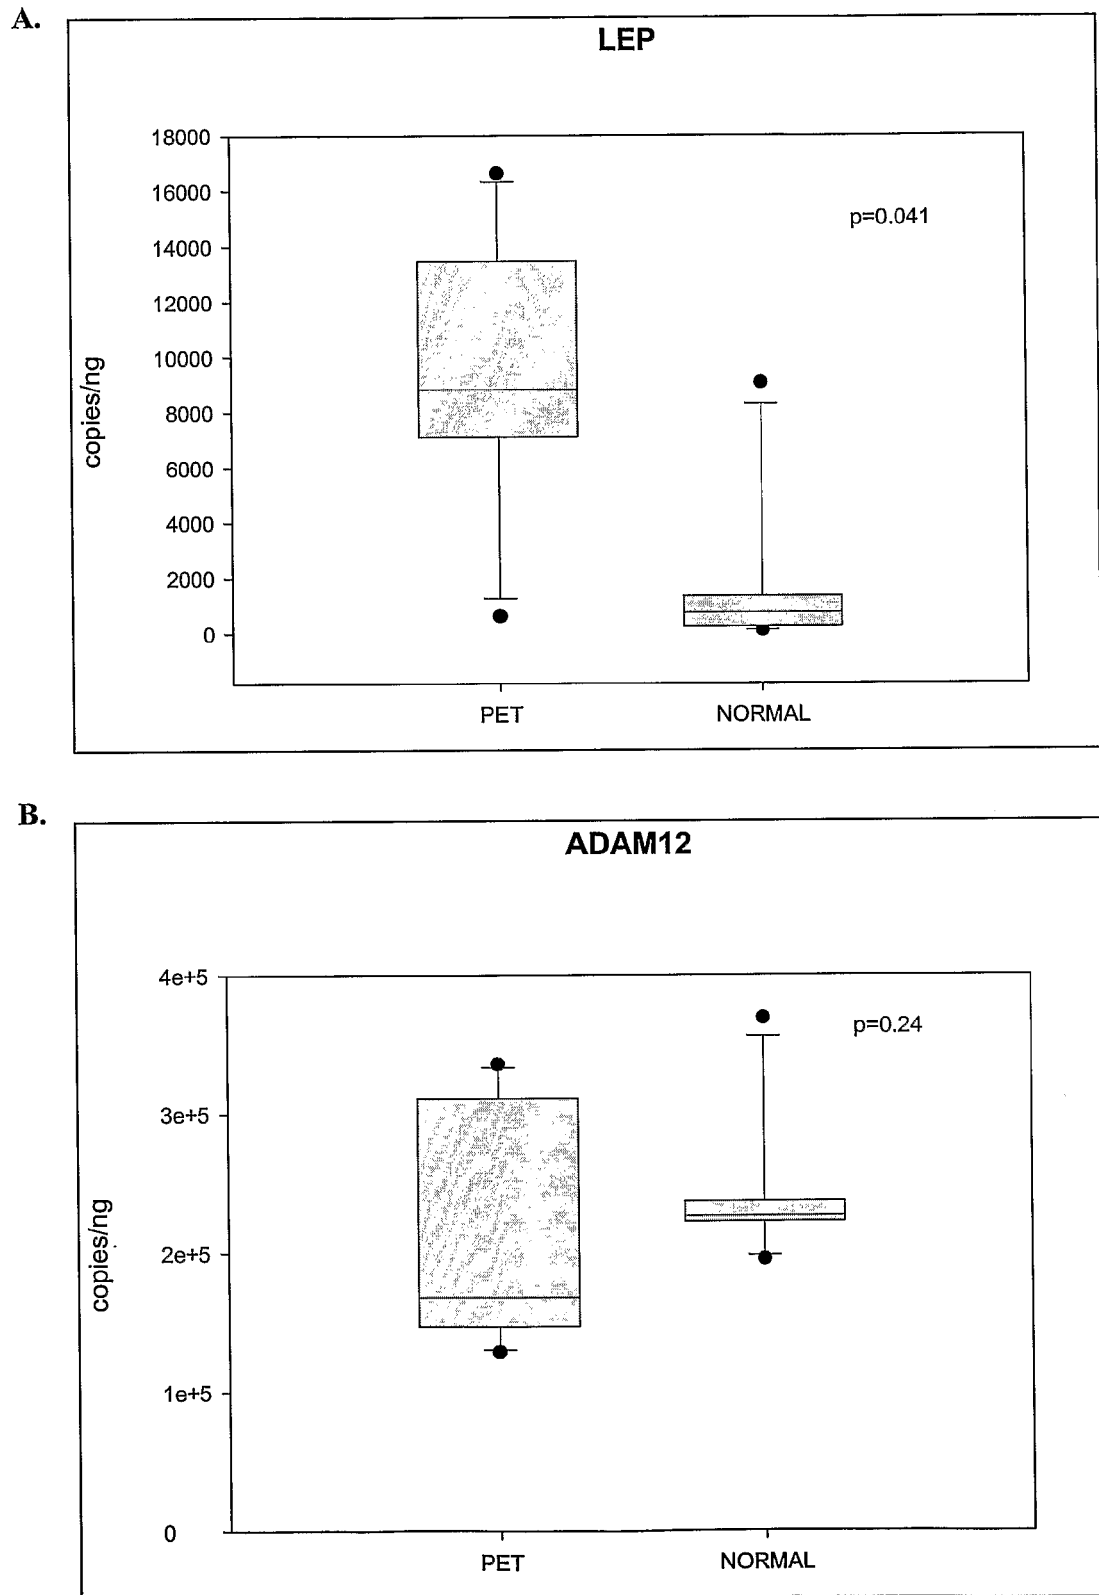 A.
LEP
18000
16000
p=0.041
14000
12000
10000
copies/ng
8000
6000
4000
2000
0
PET NORMAL
B.
ADAM12
4e+5
p=0.24
3e+5
copies/ng
2e+5
1e+5
0
PET NORMAL